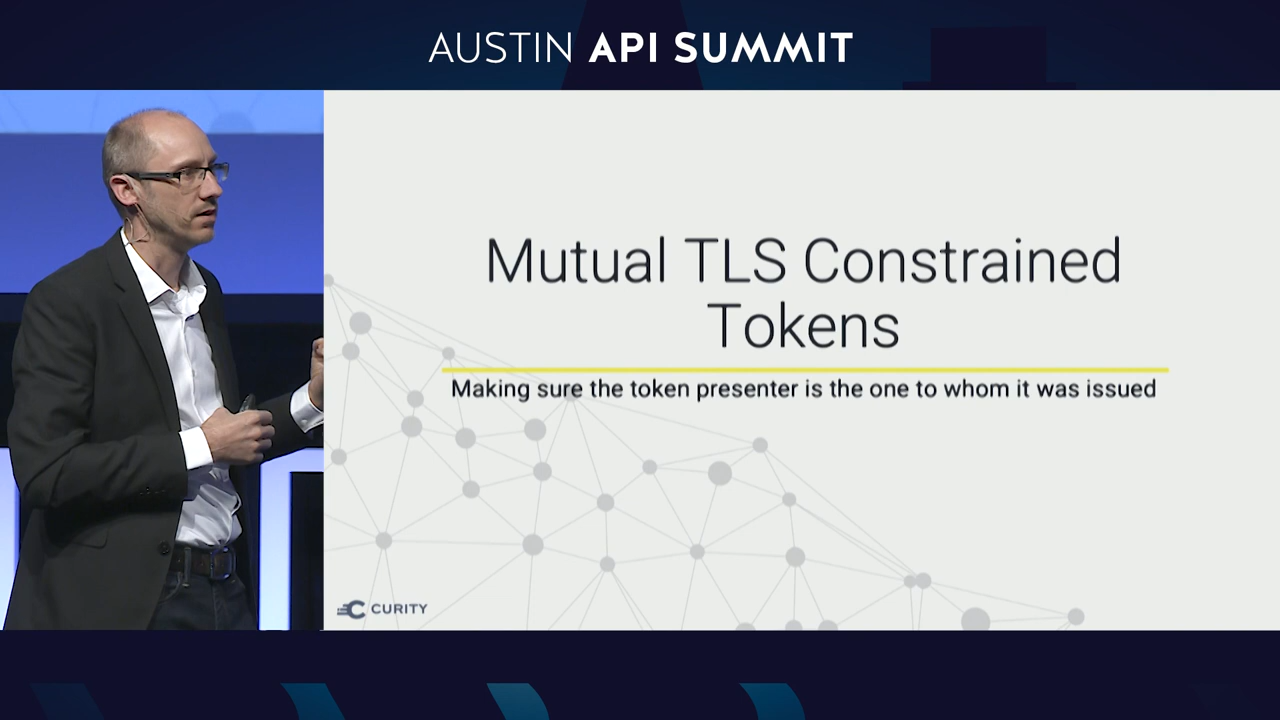 AUSTIN API SUMMIT
Mutual TLS Constrained
Tokens
Making sure the token presenter is the one to whom it was issued
CURITY